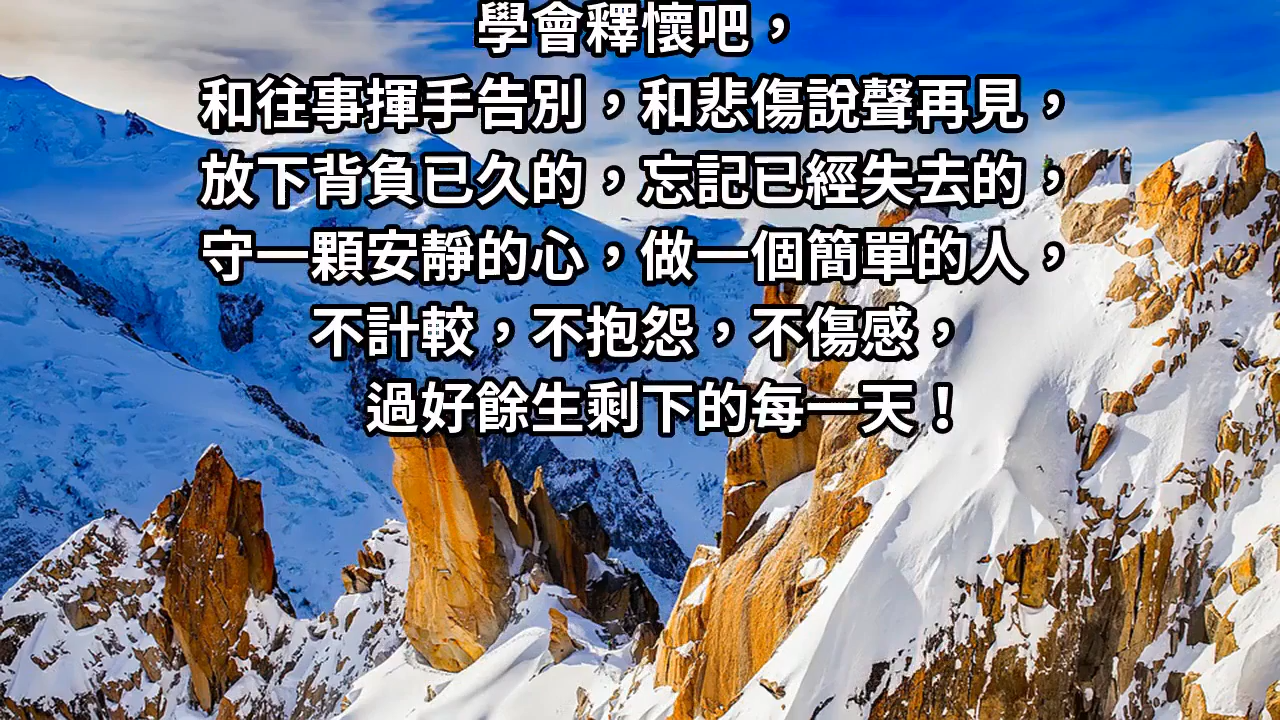 學會釋懷吧，
和往事揮手告別，和悲傷說聲再見，
放下背負已久的，忘記已經失去的，
守一顆安靜的心，做一個簡單的人，
不計較，不抱怨，不傷感，
過好餘生剩下的每一天！